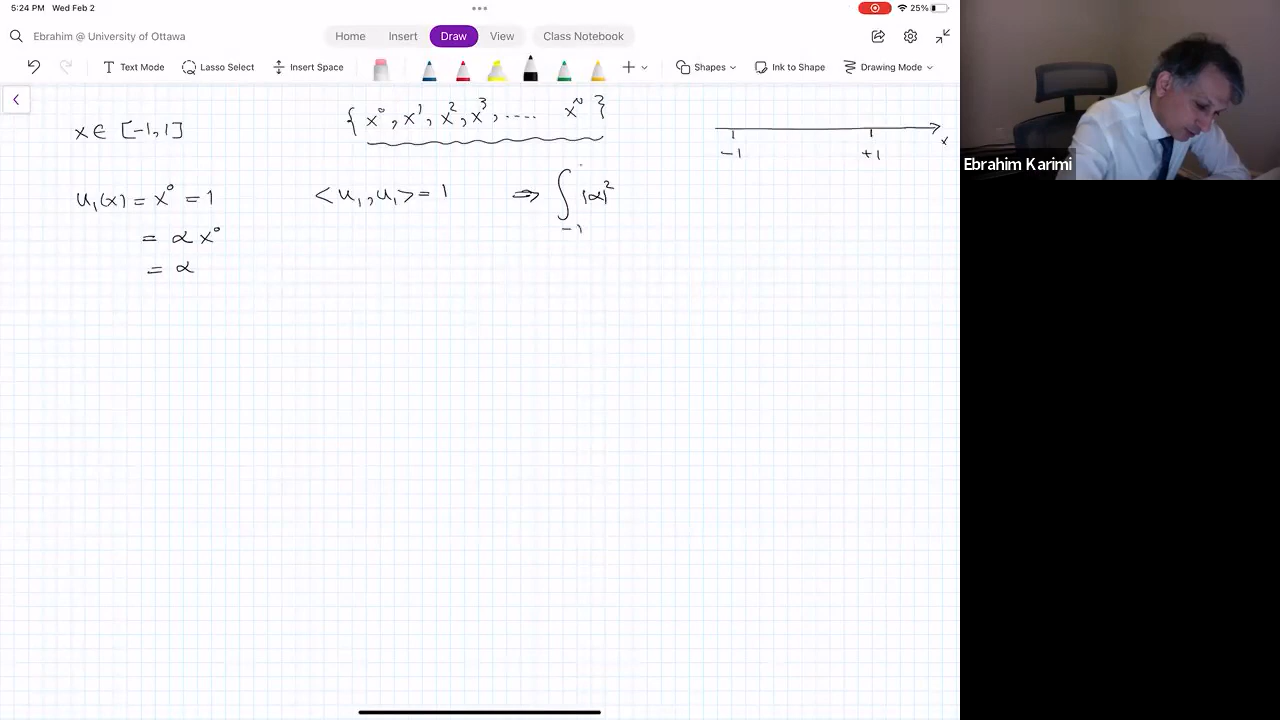 5:24 PM Wed Feb 2
25%
Ebrahim @ University of Ottawa
Home Insert Draw View Class Notebook
Text Mode Lasso Select Insert Space Shapes Ink to Shape Drawing Mode
x ∈ [-1, 1]
{ x⁰, x¹, x², x³, .... xᴺ }
-1 +1 x
Ebrahim Karimi
u₁(x) = x⁰ = 1
<u₁, u₁> = 1 ⇒ ∫₋₁ |α|²
= α x⁰
= α